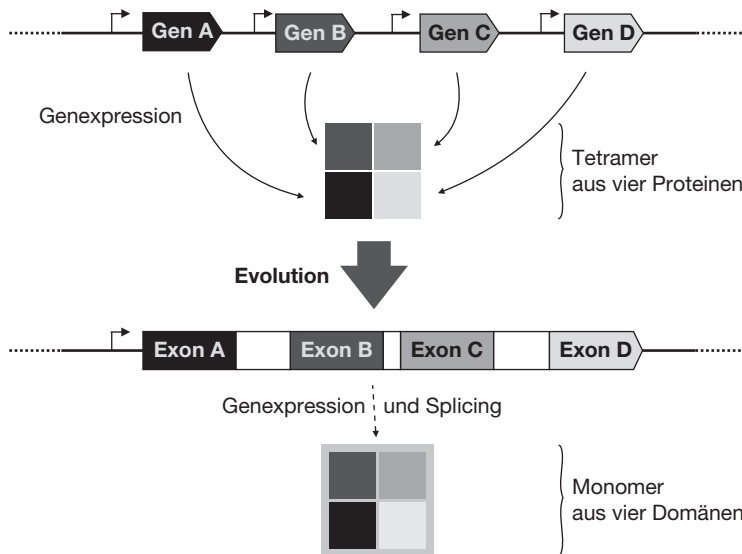 Gen A Gen B Gen C Gen D
Genexpression
Tetramer
aus vier Proteinen
Evolution
Exon A Exon B Exon C Exon D
Genexpression und Splicing
Monomer
aus vier Domänen